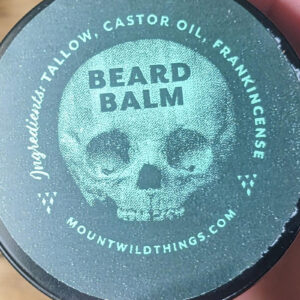 Ingredients: TALLOW, CASTOR OIL, FRANKINCENSE
BEARD
BALM
MOUNTWILDTHINGS.COM